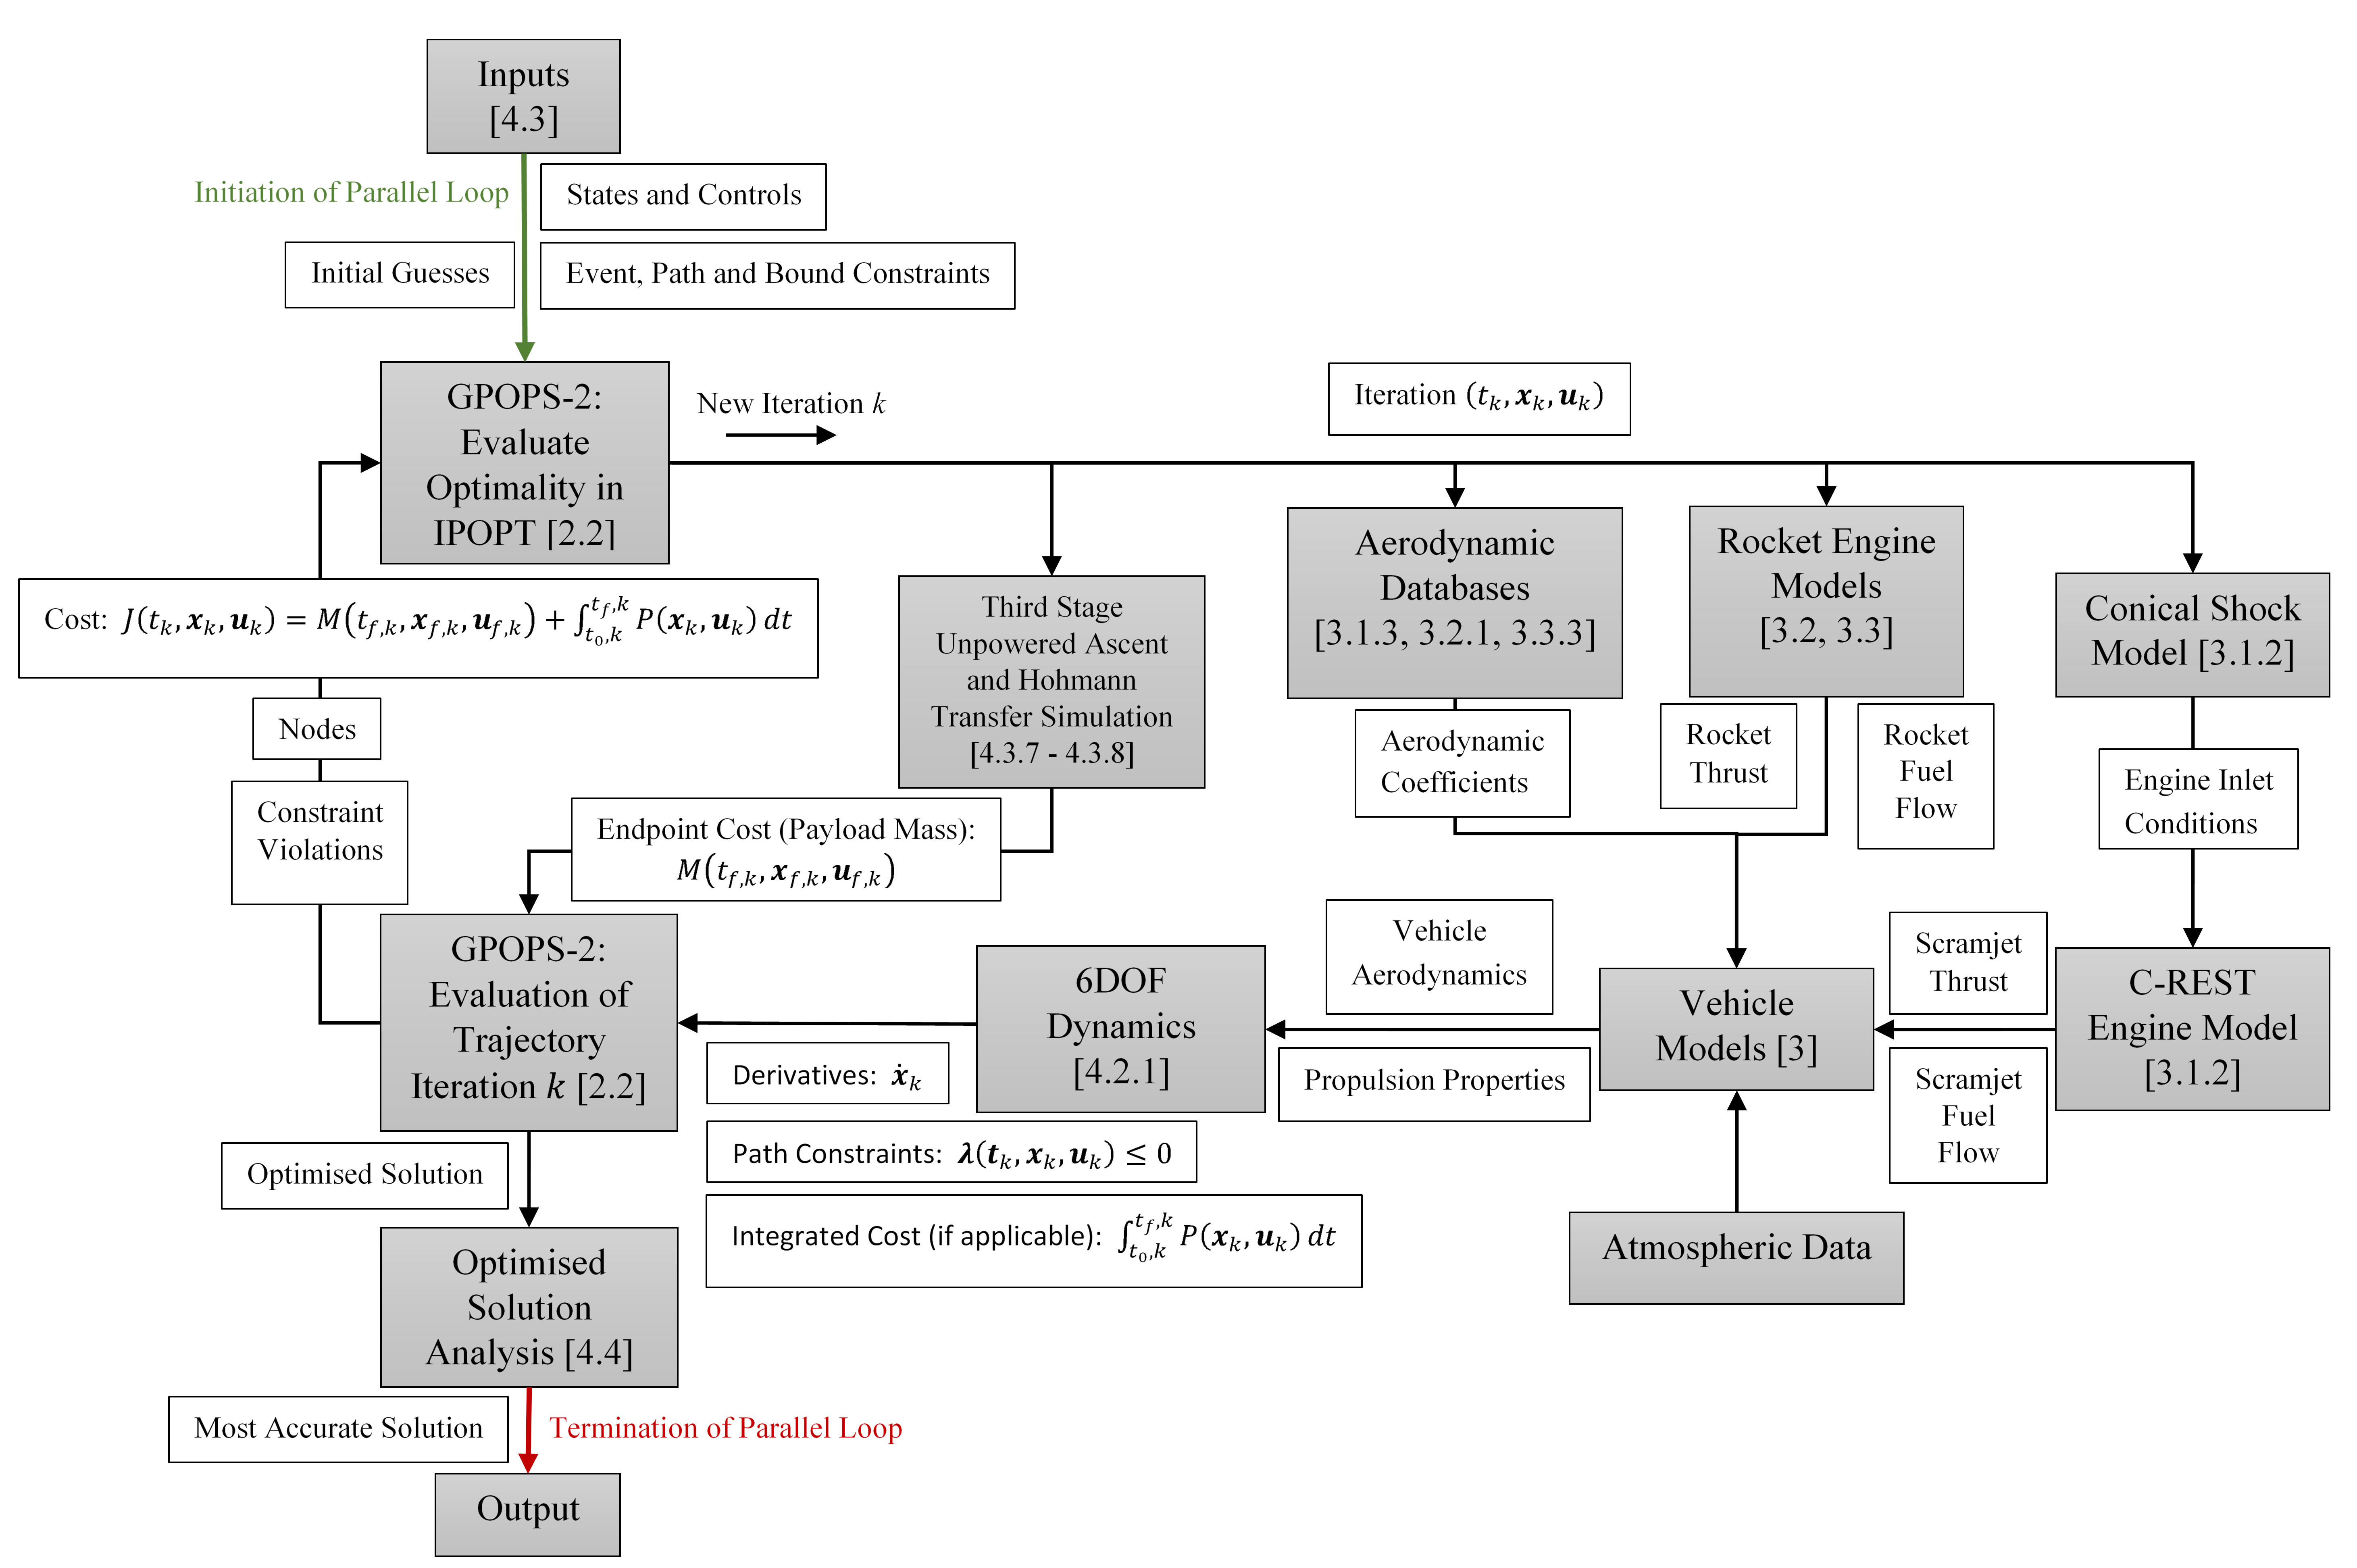 Inputs
[4.3]
Initiation of Parallel Loop
States and Controls
Initial Guesses
Event, Path and Bound Constraints
GPOPS-2:
Evaluate
Optimality in
IPOPT [2.2]
New Iteration k
Iteration (t_k, x_k, u_k)
Cost: J(t_k, x_k, u_k) = M(t_{f,k}, x_{f,k}, u_{f,k}) + ∫_{t_0,k}^{t_f,k} P(x_k, u_k) dt
Nodes
Constraint
Violations
Third Stage
Unpowered Ascent
and Hohmann
Transfer Simulation
[4.3.7 - 4.3.8]
Aerodynamic
Databases
[3.1.3, 3.2.1, 3.3.3]
Rocket Engine
Models
[3.2, 3.3]
Conical Shock
Model [3.1.2]
Aerodynamic
Coefficients
Rocket
Thrust
Rocket
Fuel
Flow
Engine Inlet
Conditions
Endpoint Cost (Payload Mass):
M(t_{f,k}, x_{f,k}, u_{f,k})
GPOPS-2:
Evaluation of
Trajectory
Iteration k [2.2]
6DOF
Dynamics
[4.2.1]
Vehicle
Aerodynamics
Propulsion Properties
Vehicle
Models [3]
Scramjet
Thrust
Scramjet
Fuel
Flow
C-REST
Engine Model
[3.1.2]
Derivatives: ẋ_k
Path Constraints: λ(t_k, x_k, u_k) ≤ 0
Integrated Cost (if applicable): ∫_{t_0,k}^{t_f,k} P(x_k, u_k) dt
Atmospheric Data
Optimised Solution
Optimised
Solution
Analysis [4.4]
Most Accurate Solution
Termination of Parallel Loop
Output